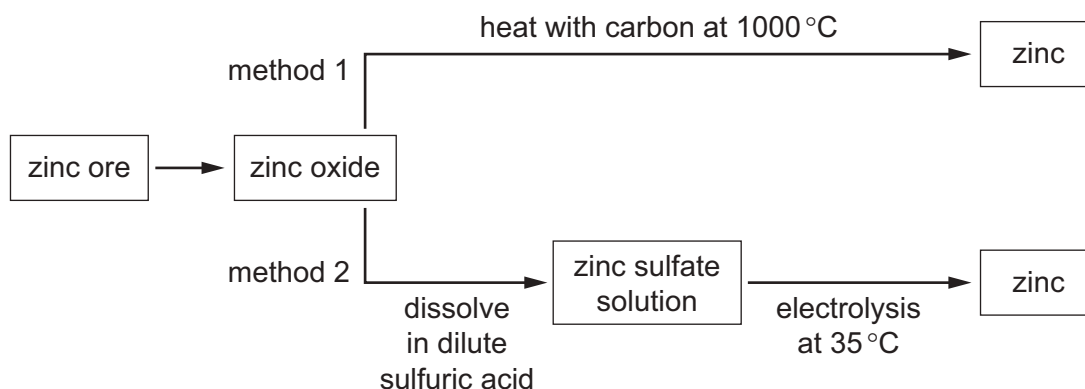 heat with carbon at 1000 °C
zinc
method 1
zinc ore
zinc oxide
method 2
zinc sulfate
solution
zinc
dissolve
in dilute
sulfuric acid
electrolysis
at 35 °C